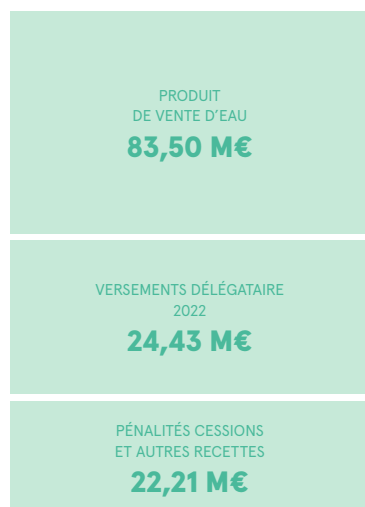 PRODUIT
DE VENTE D'EAU
83,50 M€
VERSEMENTS DÉLÉGATAIRE
2022
24,43 M€
PÉNALITÉS CESSIONS
ET AUTRES RECETTES
22,21 M€